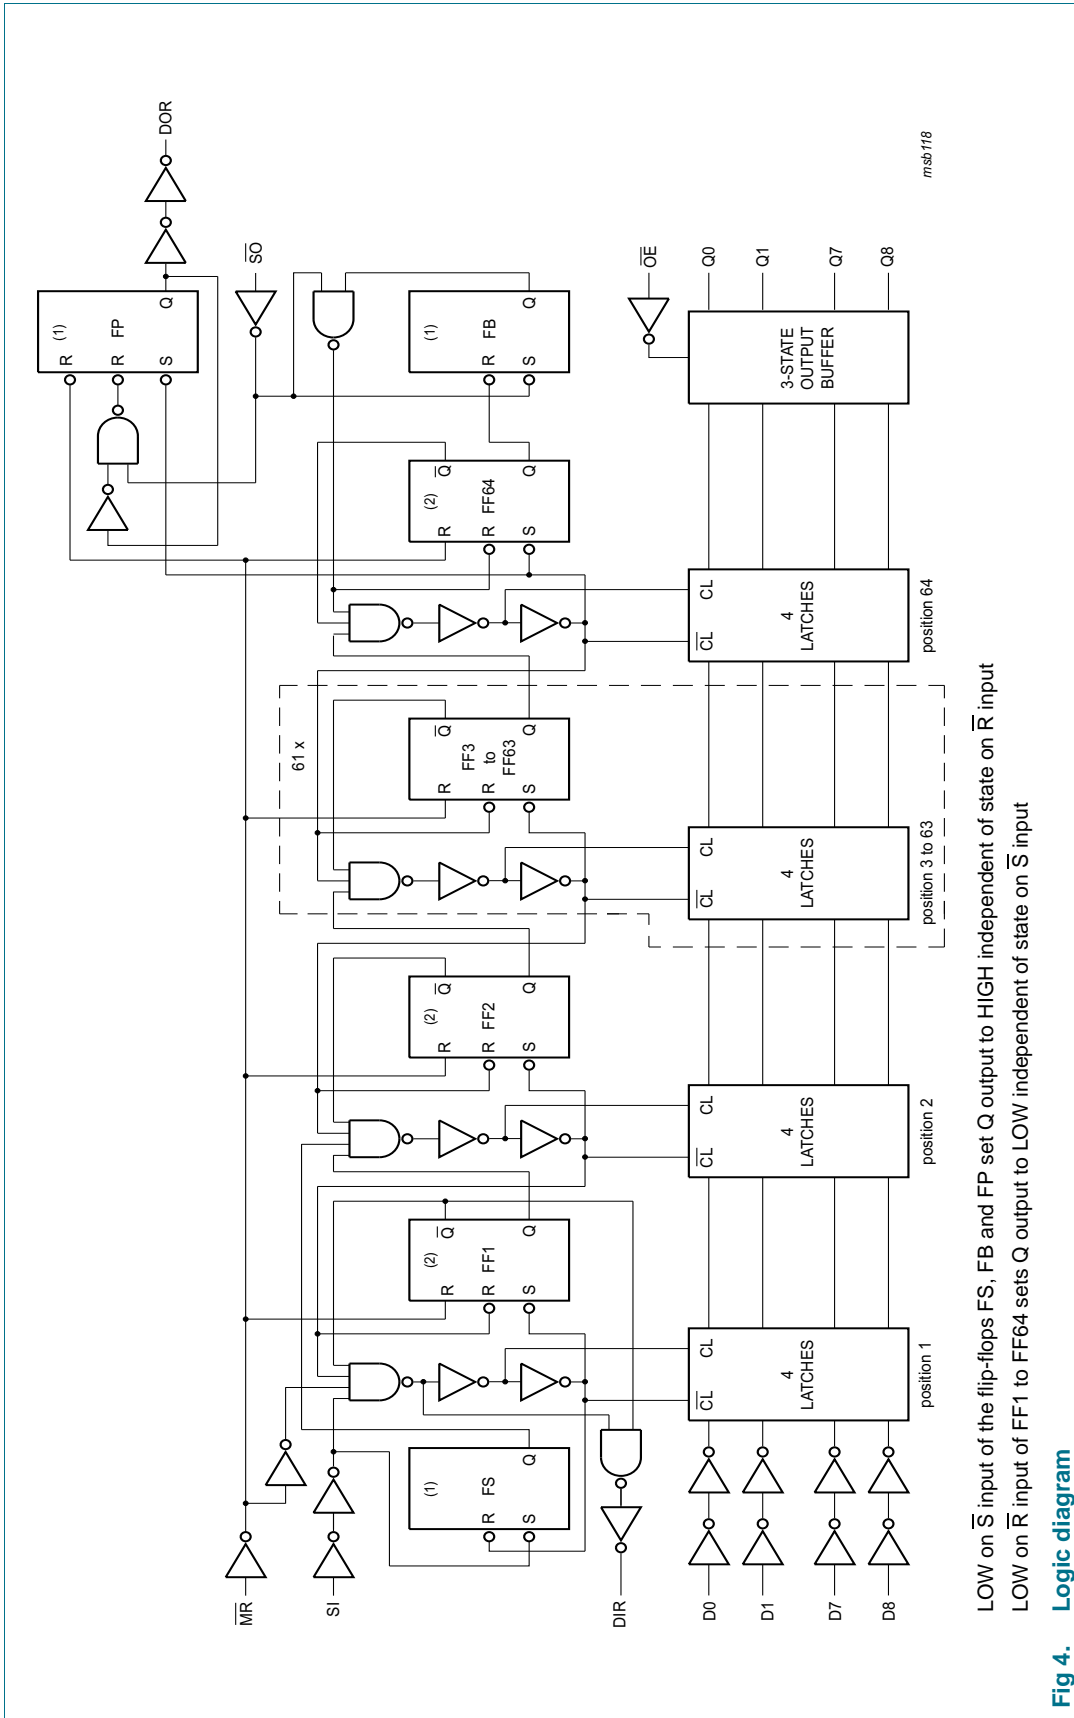 MR
SI
DIR
D0
D1
D7
D8
(1)
FS
R
S
Q
(2)
FF1
R
R
S
Q
Q
(2)
FF2
R
R
S
Q
Q
61 x
FF3
to
FF63
R
R
S
Q
Q
(2)
FF64
R
R
S
Q
Q
(1)
FB
R
S
Q
(1)
FP
R
R
S
Q
DOR
SO
OE
CL
CL
4
LATCHES
position 1
CL
CL
4
LATCHES
position 2
CL
CL
4
LATCHES
position 3 to 63
CL
CL
4
LATCHES
position 64
3-STATE
OUTPUT
BUFFER
Q0
Q1
Q7
Q8
msb118
LOW on S̅ input of the flip-flops FS, FB and FP set Q output to HIGH independent of state on R̅ input
LOW on R̅ input of FF1 to FF64 sets Q output to LOW independent of state on S̅ input
Fig 4. Logic diagram